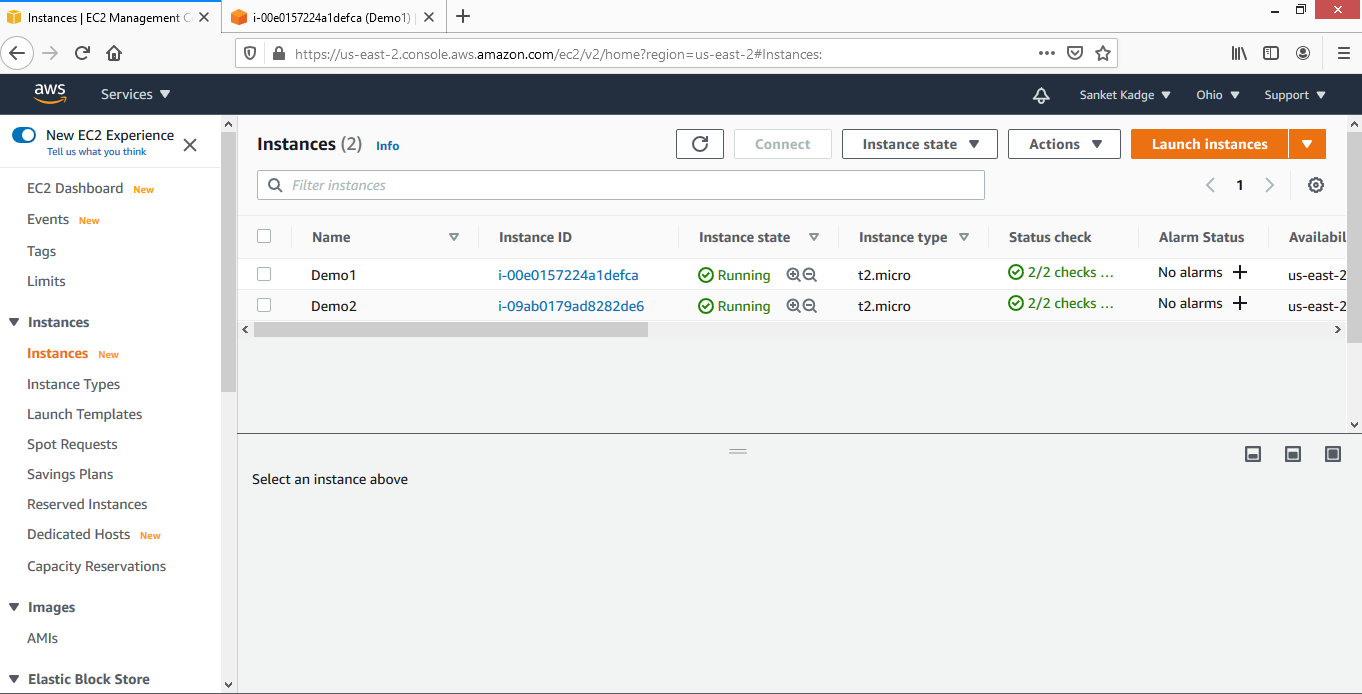 Instances | EC2 Management C
i-00e0157224a1defca (Demo1) |
https://us-east-2.console.aws.amazon.com/ec2/v2/home?region=us-east-2#Instances:
aws Services Sanket Kadge Ohio Support
New EC2 Experience
Tell us what you think
EC2 Dashboard New
Events New
Tags
Limits
Instances
Instances New
Instance Types
Launch Templates
Spot Requests
Savings Plans
Reserved Instances
Dedicated Hosts New
Capacity Reservations
Images
AMIs
Elastic Block Store
Instances (2) Info
Connect Instance state Actions Launch instances
Filter instances
1
Name Instance ID Instance state Instance type Status check Alarm Status Availabil
Demo1 i-00e0157224a1defca Running t2.micro 2/2 checks ... No alarms us-east-2
Demo2 i-09ab0179ad8282de6 Running t2.micro 2/2 checks ... No alarms us-east-2
Select an instance above